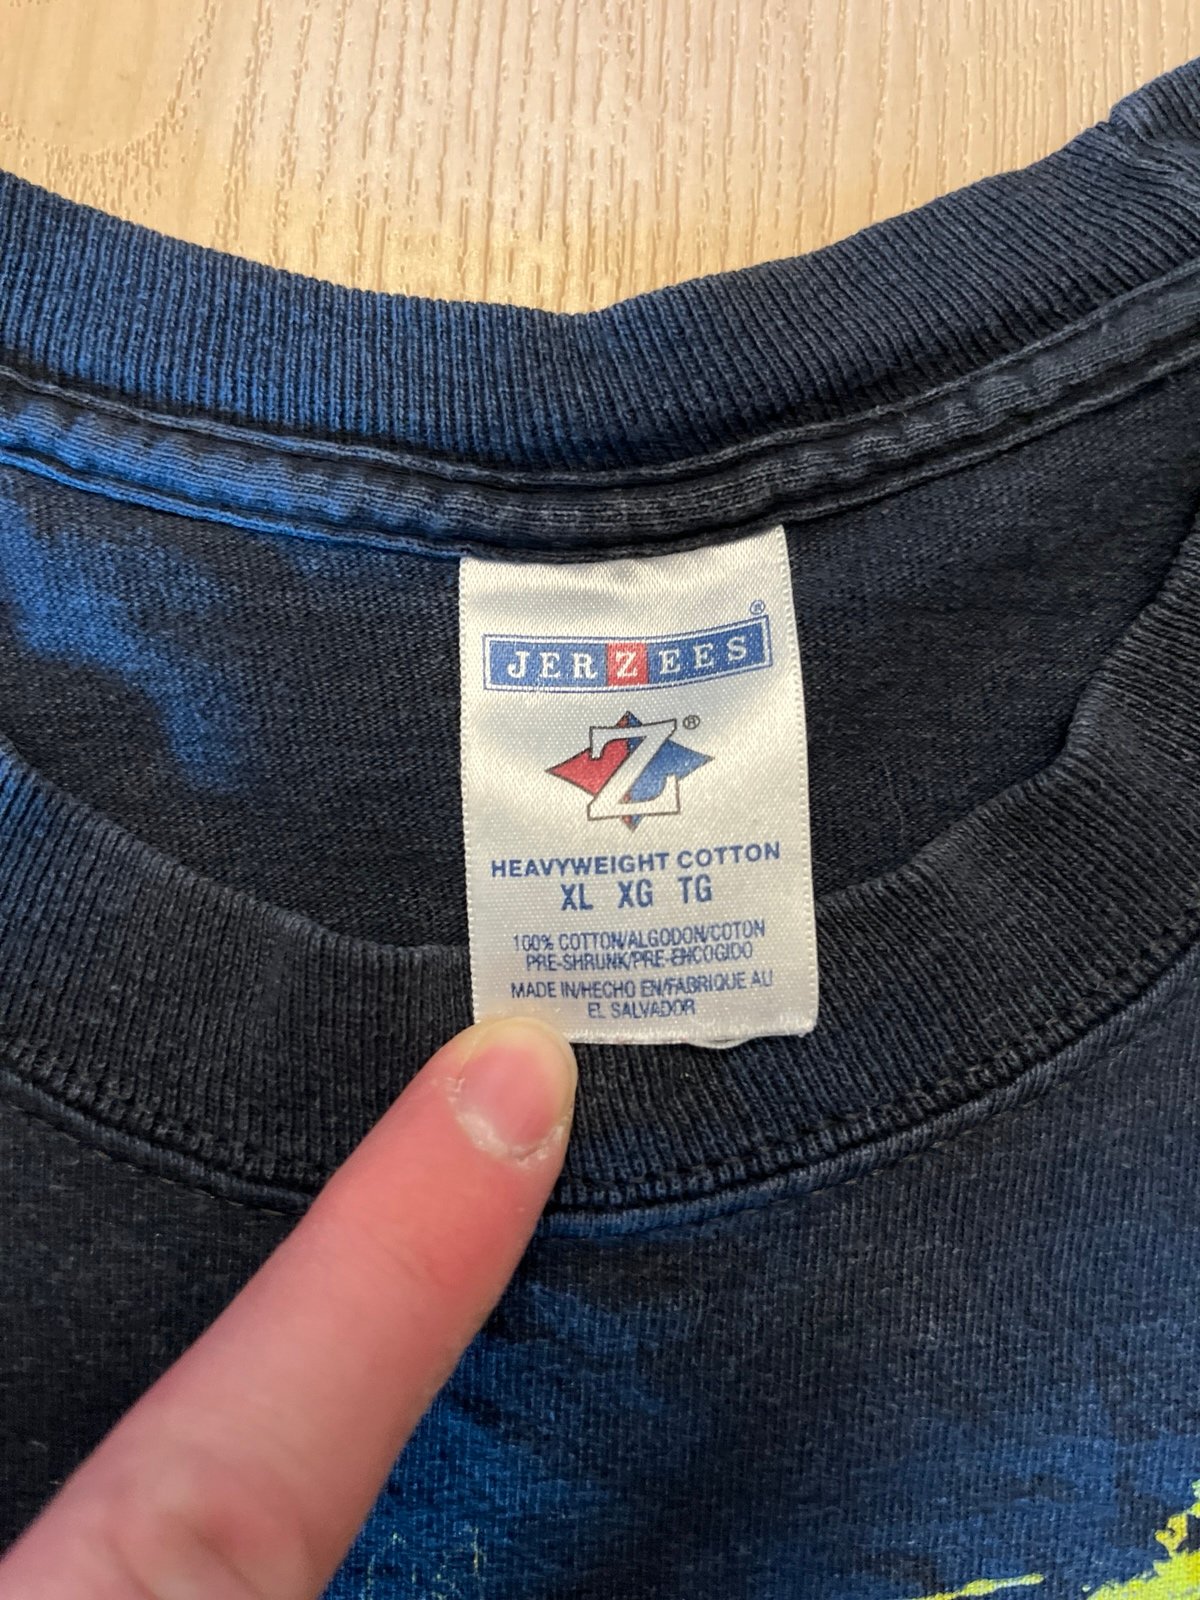 JERZEES®
Z®
HEAVYWEIGHT COTTON
XL XG TG
100% COTTON/ALGODON/COTON
PRE-SHRUNK/PRE-ENCOGIDO
MADE IN/HECHO EN/FABRIQUE AU
EL SALVADOR